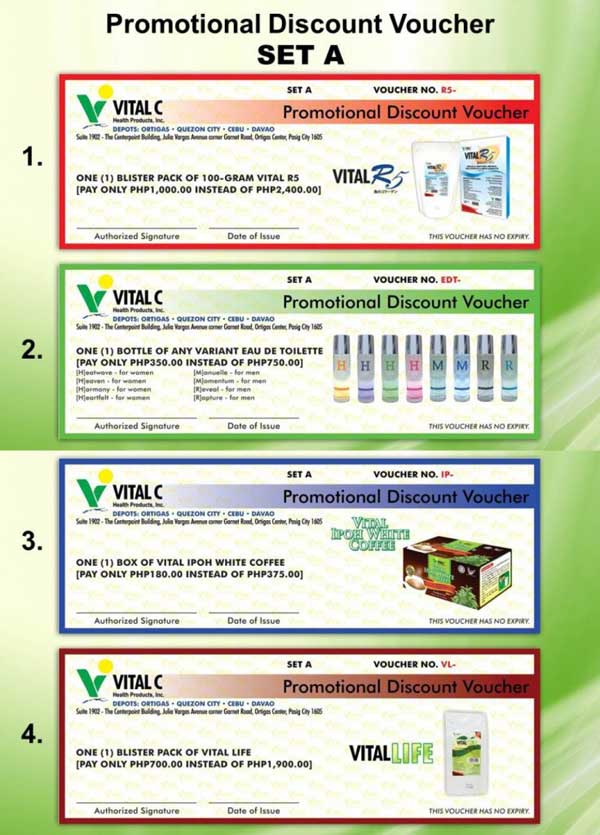 Promotional Discount Voucher
SET A
1.
SET A VOUCHER NO. R5-
VITAL C
Health Products, Inc.
Promotional Discount Voucher
DEPOTS: ORTIGAS • QUEZON CITY • CEBU • DAVAO
Suite 1902 - The Centerpoint Building, Julia Vargas Avenue corner Garnet Road, Ortigas Center, Pasig City 1605
ONE (1) BLISTER PACK OF 100-GRAM VITAL R5
[PAY ONLY PHP1,000.00 INSTEAD OF PHP2,400.00]
VITAL R5
VITAL R5
Authorized Signature Date of Issue
THIS VOUCHER HAS NO EXPIRY.
2.
SET A VOUCHER NO. EDT-
VITAL C
Health Products, Inc.
Promotional Discount Voucher
DEPOTS: ORTIGAS • QUEZON CITY • CEBU • DAVAO
Suite 1902 - The Centerpoint Building, Julia Vargas Avenue corner Garnet Road, Ortigas Center, Pasig City 1605
ONE (1) BOTTLE OF ANY VARIANT EAU DE TOILETTE
[PAY ONLY PHP350.00 INSTEAD OF PHP750.00]
[H]eatwave - for women [M]anuelle - for men
[H]eaven - for women [M]omentum - for men
[H]armony - for women [R]eveal - for men
[H]eartfelt - for women [R]apture - for men
H H H H M M R R
Authorized Signature Date of Issue
THIS VOUCHER HAS NO EXPIRY.
3.
SET A VOUCHER NO. IP-
VITAL C
Health Products, Inc.
Promotional Discount Voucher
DEPOTS: ORTIGAS • QUEZON CITY • CEBU • DAVAO
Suite 1902 - The Centerpoint Building, Julia Vargas Avenue corner Garnet Road, Ortigas Center, Pasig City 1605
VITAL
IPOH WHITE
COFFEE
ONE (1) BOX OF VITAL IPOH WHITE COFFEE
[PAY ONLY PHP180.00 INSTEAD OF PHP375.00]
Authorized Signature Date of Issue
THIS VOUCHER HAS NO EXPIRY.
4.
SET A VOUCHER NO. VL-
VITAL C
Health Products, Inc.
Promotional Discount Voucher
DEPOTS: ORTIGAS • QUEZON CITY • CEBU • DAVAO
Suite 1902 - The Centerpoint Building, Julia Vargas Avenue corner Garnet Road, Ortigas Center, Pasig City 1605
ONE (1) BLISTER PACK OF VITAL LIFE
[PAY ONLY PHP700.00 INSTEAD OF PHP1,900.00]
VITAL LIFE
VITAL
Authorized Signature Date of Issue
THIS VOUCHER HAS NO EXPIRY.